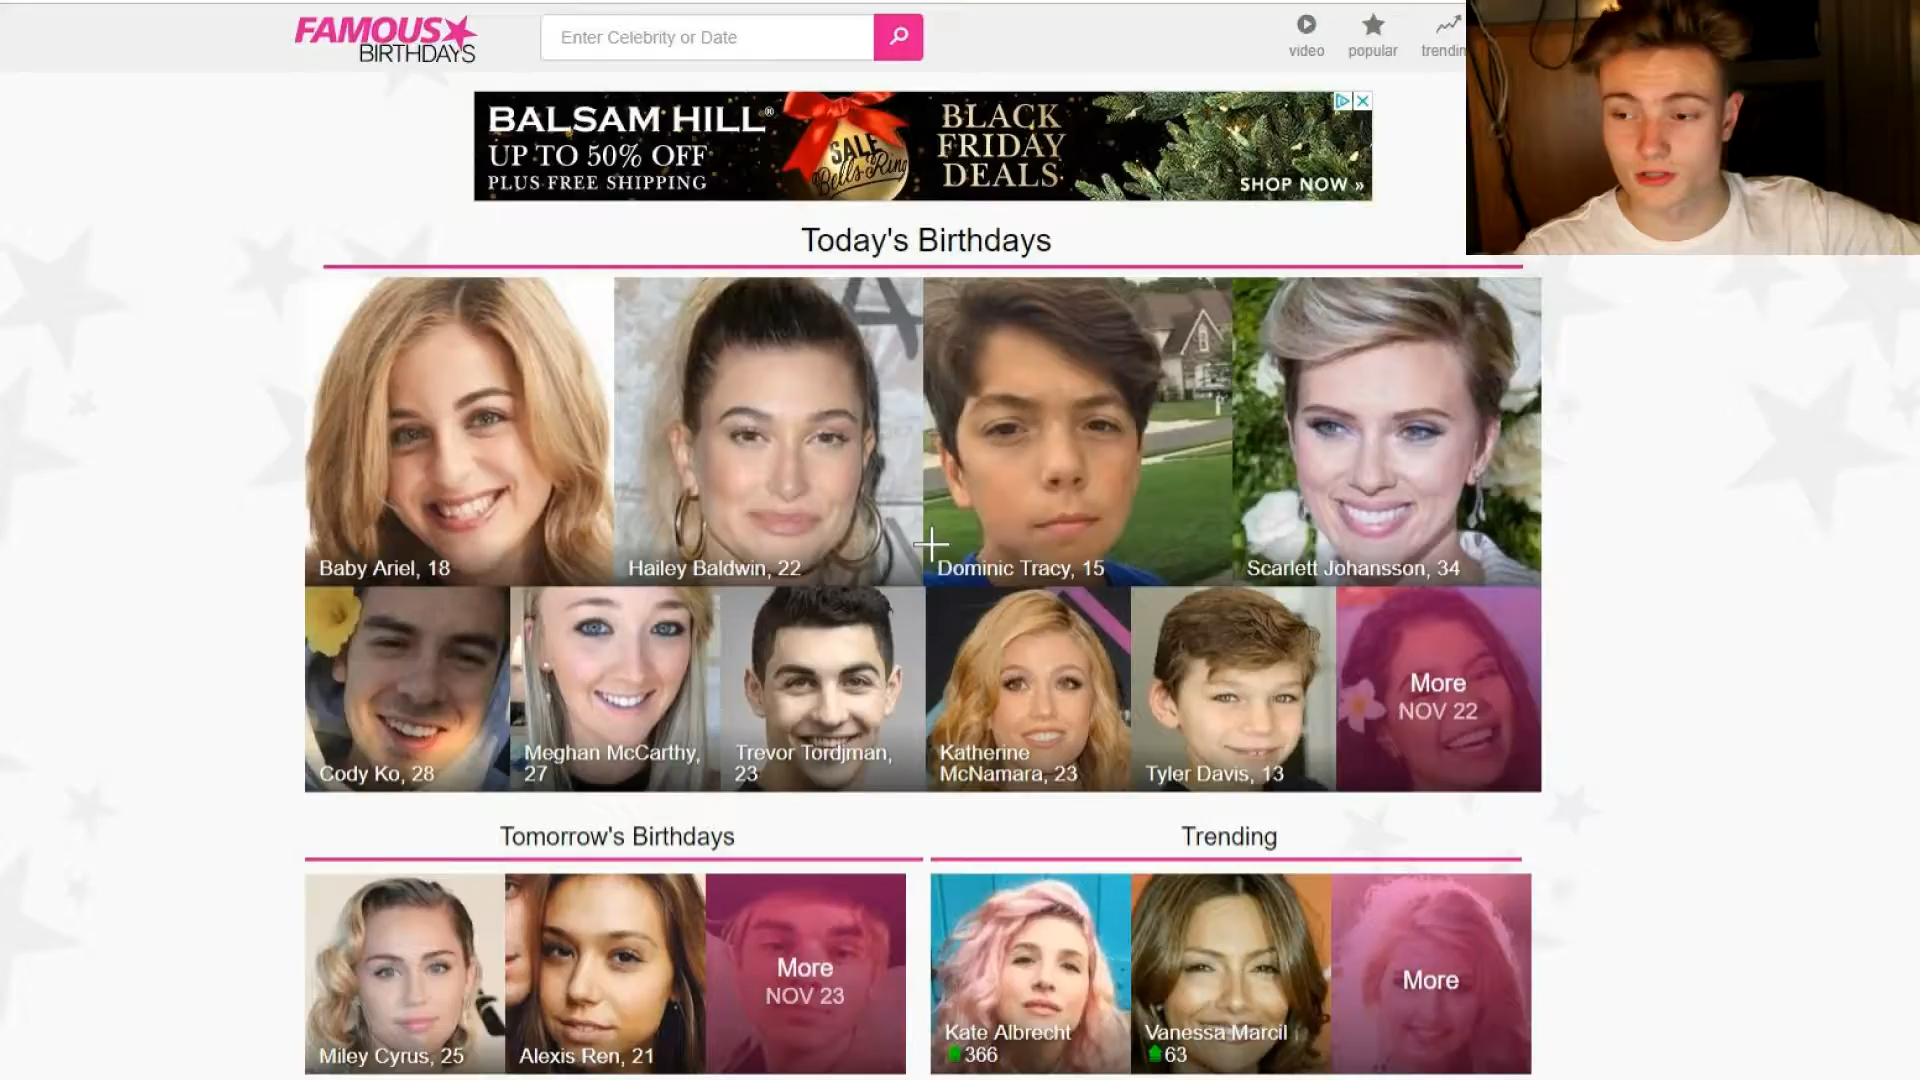 FAMOUS
BIRTHDAYS
Enter Celebrity or Date
video
popular
trendin
BALSAM HILL®
UP TO 50% OFF
PLUS FREE SHIPPING
SALE
Bells Ring
BLACK
FRIDAY
DEALS
SHOP NOW »
Today's Birthdays
Baby Ariel, 18
Hailey Baldwin, 22
Dominic Tracy, 15
Scarlett Johansson, 34
Cody Ko, 28
Meghan McCarthy,
27
Trevor Tordjman,
23
Katherine
McNamara, 23
Tyler Davis, 13
More
NOV 22
Tomorrow's Birthdays
Trending
Miley Cyrus, 25
Alexis Ren, 21
More
NOV 23
Kate Albrecht
366
Vanessa Marcil
63
More